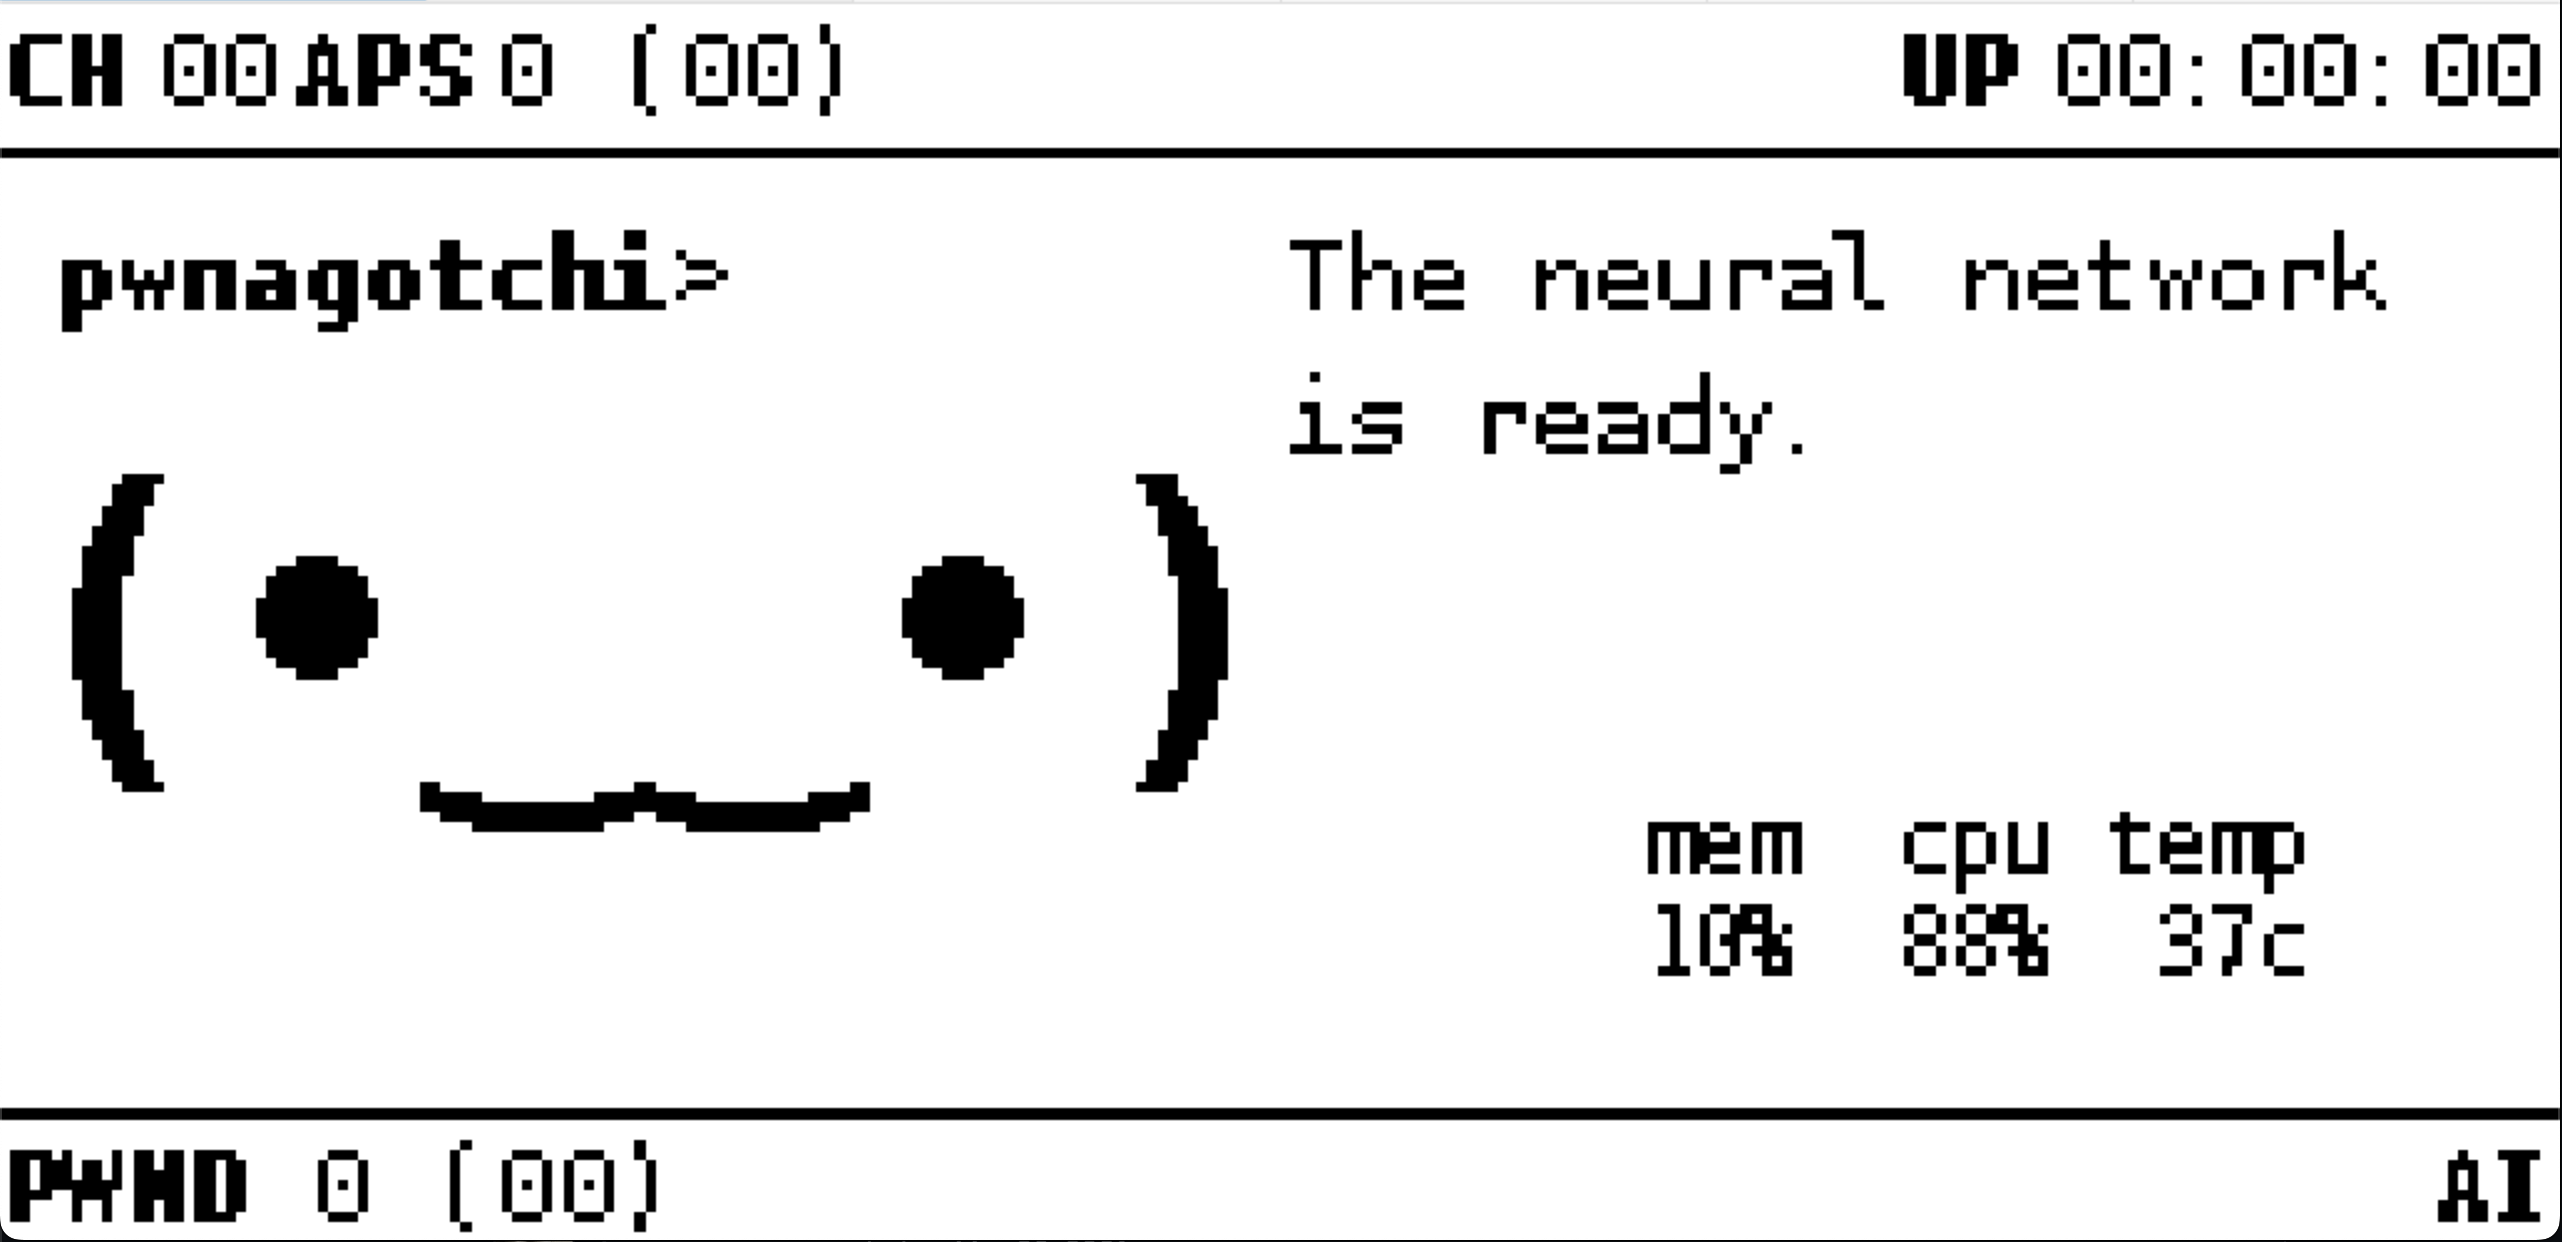 CH 00 APS 0 (00) UP 00:00:00
pwnagotchi>
The neural network
is ready.
mem cpu temp
10% 88% 37c
PWND 0 (00) AI